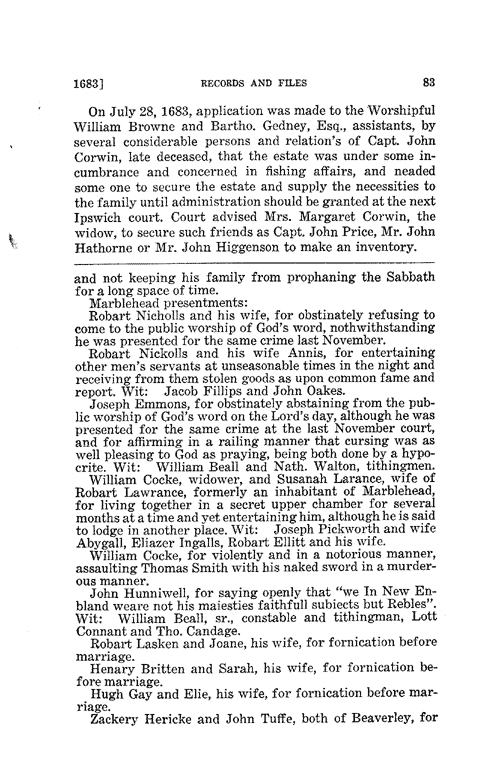 1683] RECORDS AND FILES 83
On July 28, 1683, application was made to the Worshipful
William Browne and Bartho. Gedney, Esq., assistants, by
several considerable persons and relation's of Capt. John
Corwin, late deceased, that the estate was under some in-
cumbrance and concerned in fishing affairs, and neaded
some one to secure the estate and supply the necessities to
the family until administration should be granted at the next
Ipswich court. Court advised Mrs. Margaret Corwin, the
widow, to secure such friends as Capt. John Price, Mr. John
Hathorne or Mr. John Higgenson to make an inventory.
and not keeping his family from prophaning the Sabbath
for a long space of time.
Marblehead presentments:
Robart Nicholls and his wife, for obstinately refusing to
come to the public worship of God's word, nothwithstanding
he was presented for the same crime last November.
Robart Nickolls and his wife Annis, for entertaining
other men's servants at unseasonable times in the night and
receiving from them stolen goods as upon common fame and
report. Wit: Jacob Fillips and John Oakes.
Joseph Emmons, for obstinately abstaining from the pub-
lic worship of God's word on the Lord's day, although he was
presented for the same crime at the last November court,
and for affirming in a railing manner that cursing was as
well pleasing to God as praying, being both done by a hypo-
crite. Wit: William Beall and Nath. Walton, tithingmen.
William Cocke, widower, and Susanah Larance, wife of
Robart Lawrance, formerly an inhabitant of Marblehead,
for living together in a secret upper chamber for several
months at a time and yet entertaining him, although he is said
to lodge in another place. Wit: Joseph Pickworth and wife
Abygall, Eliazer Ingalls, Robart Ellitt and his wife.
William Cocke, for violently and in a notorious manner,
assaulting Thomas Smith with his naked sword in a murder-
ous manner.
John Hunniwell, for saying openly that "we In New En-
bland weare not his maiesties faithfull subiects but Rebles".
Wit: William Beall, sr., constable and tithingman, Lott
Connant and Tho. Candage.
Robart Lasken and Joane, his wife, for fornication before
marriage.
Henary Britten and Sarah, his wife, for fornication be-
fore marriage.
Hugh Gay and Elie, his wife, for fornication before mar-
riage.
Zackery Hericke and John Tuffe, both of Beaverley, for